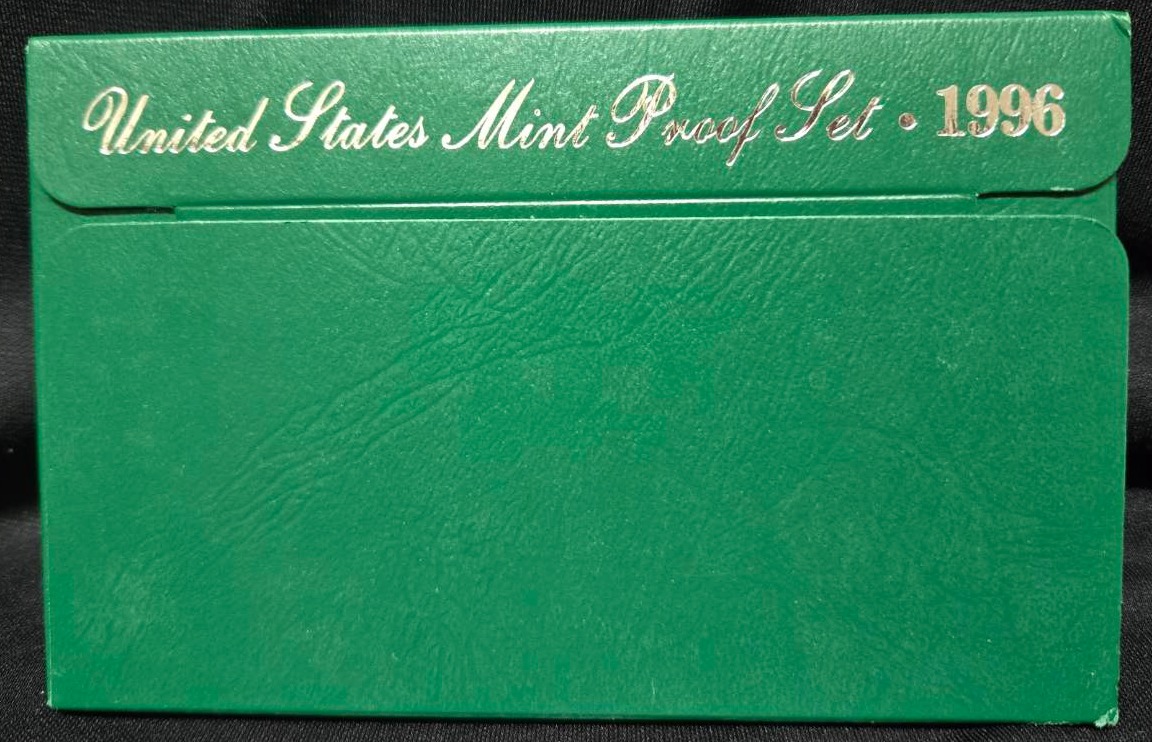 United States Mint Proof Set • 1996